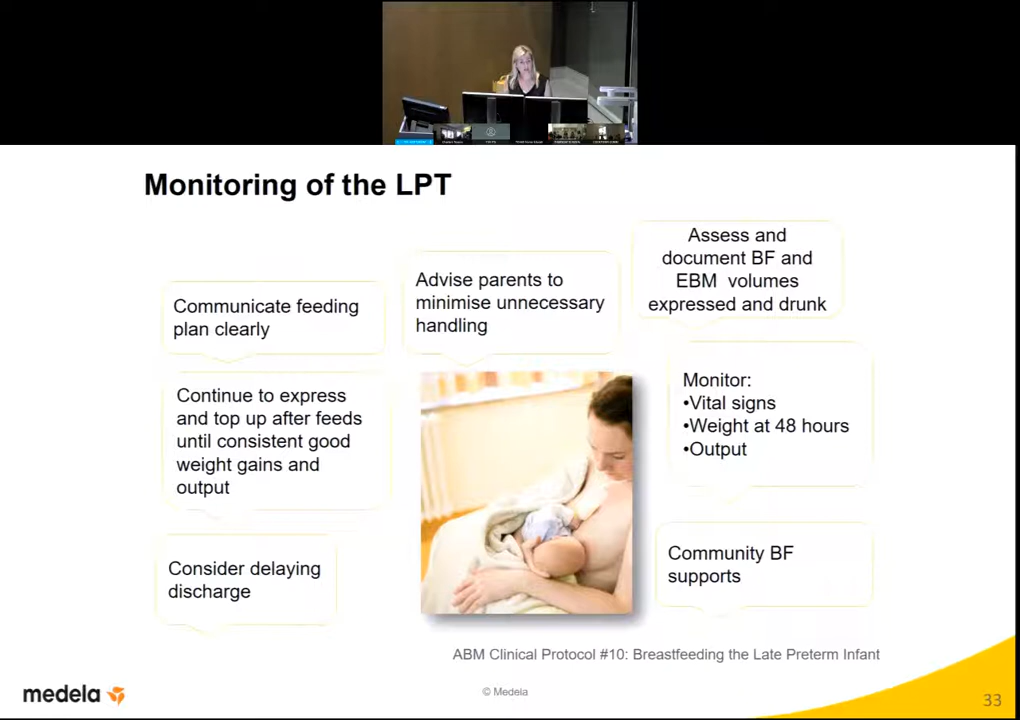 Monitoring of the LPT
Communicate feeding
plan clearly
Advise parents to
minimise unnecessary
handling
Assess and
document BF and
EBM volumes
expressed and drunk
Continue to express
and top up after feeds
until consistent good
weight gains and
output
Monitor:
•Vital signs
•Weight at 48 hours
•Output
Consider delaying
discharge
Community BF
supports
ABM Clinical Protocol #10: Breastfeeding the Late Preterm Infant
medela
© Medela
33